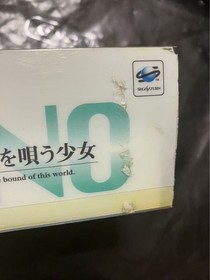 SEGA SATURN
NO
を唄う少女
bound of this world.